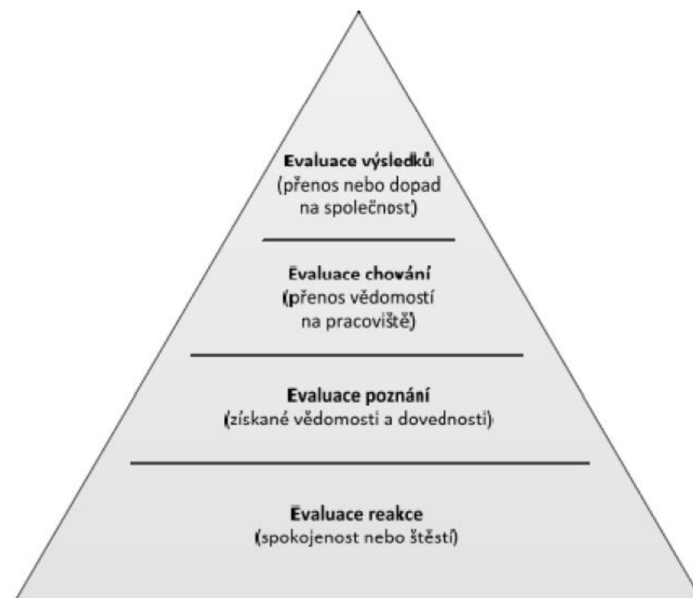 Evaluace výsledků
(přenos nebo dopad
na společnost)
Evaluace chování
(přenos vědomostí
na pracoviště)
Evaluace poznání
(získané vědomosti a dovednosti)
Evaluace reakce
(spokojenost nebo štěstí)